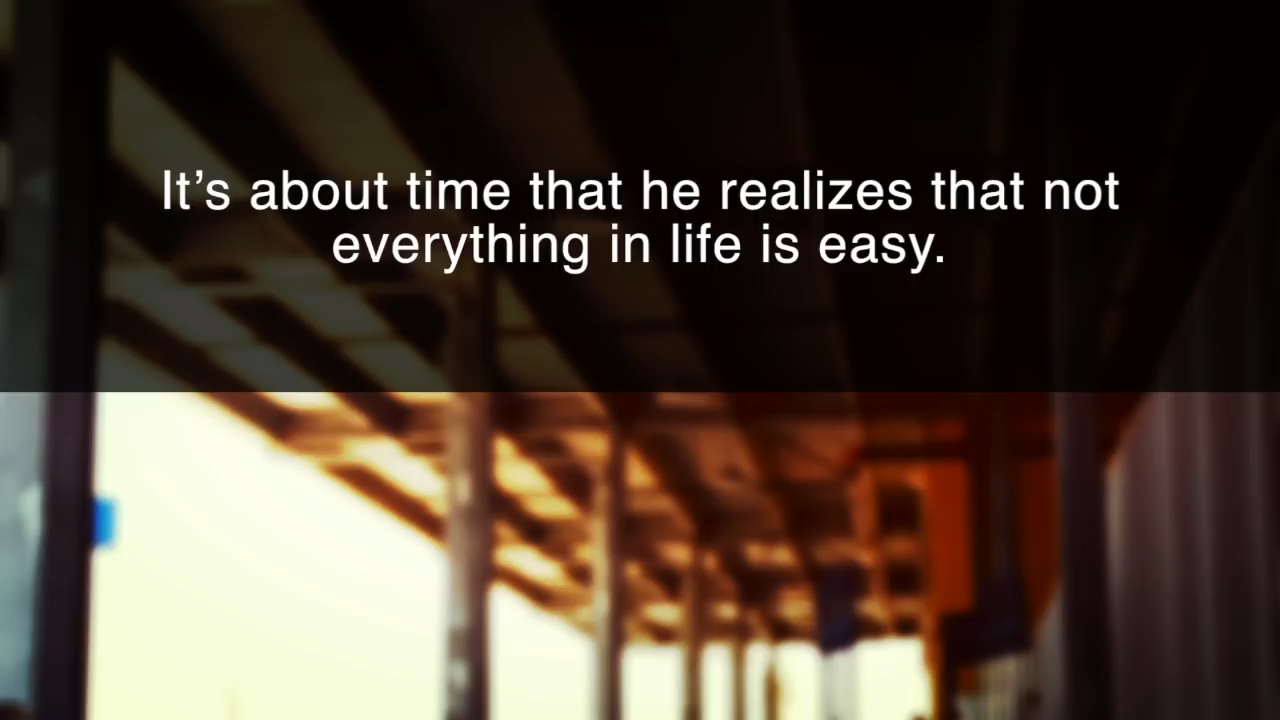 It’s about time that he realizes that not
everything in life is easy.